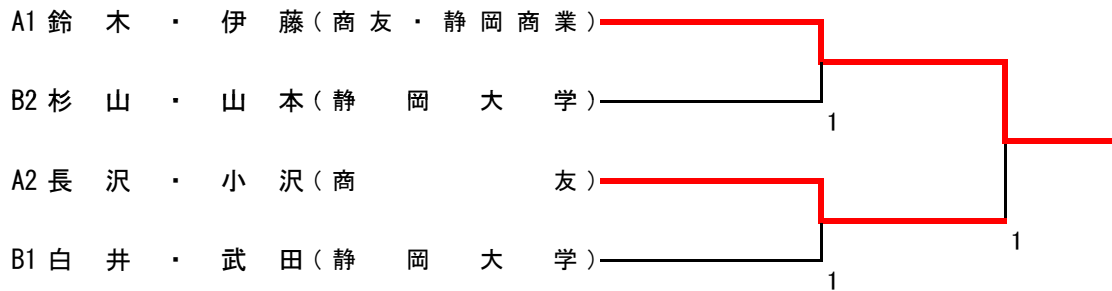 A1 鈴木・伊藤(商友・静岡商業)
B2 杉山・山本(静岡大学)
1
A2 長沢・小沢(商友)
1
B1 白井・武田(静岡大学)
1